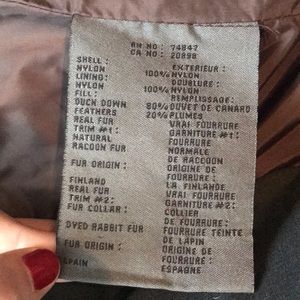 RN NO : 74847
CA NO : 20898
SHELL : EXTERIEUR :
NYLON 100% NYLON
LINING : DOUBLURE :
NYLON 100% NYLON
FILL : REMPLISSAGE :
DUCK DOWN 80% DUVET DE CANARD
FEATHERS 20% PLUMES
REAL FUR VRAI FOURRURE
TRIM #1: GARNITURE #1:
NATURAL FOURRURE
RACOON FUR NORMALE
DE RACOON
FUR ORIGIN : ORIGINE DE
FOURRURE :
FINLAND LA FINLANDE
REAL FUR VRAI FOURRURE
TRIM #2: GARNITURE #2:
FUR COLLAR : COLLIER
DE FOURRURE :
DYED RABBIT FUR FOURRURE TEINTE
DE LAPIN
FUR ORIGIN : ORIGINE DE
FOURRURE :
SPAIN ESPAGNE